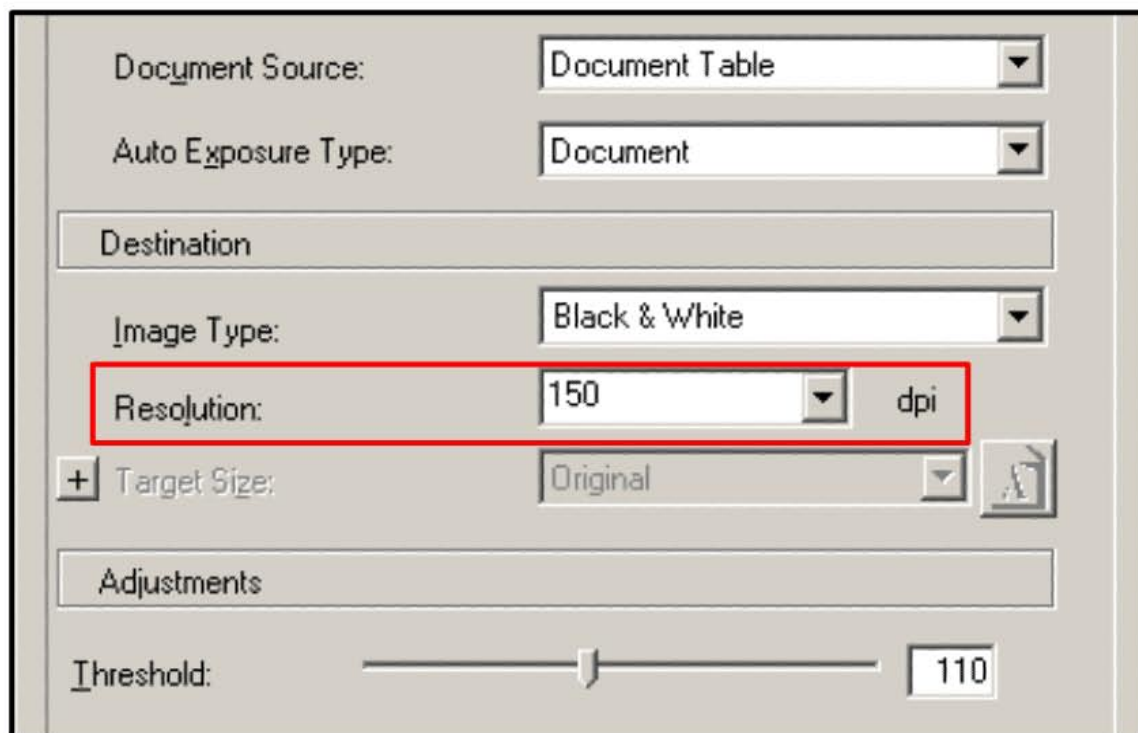 Document Source: Document Table
Auto Exposure Type: Document
Destination
Image Type: Black & White
Resolution: 150 dpi
+ Target Size: Original
Adjustments
Threshold: 110